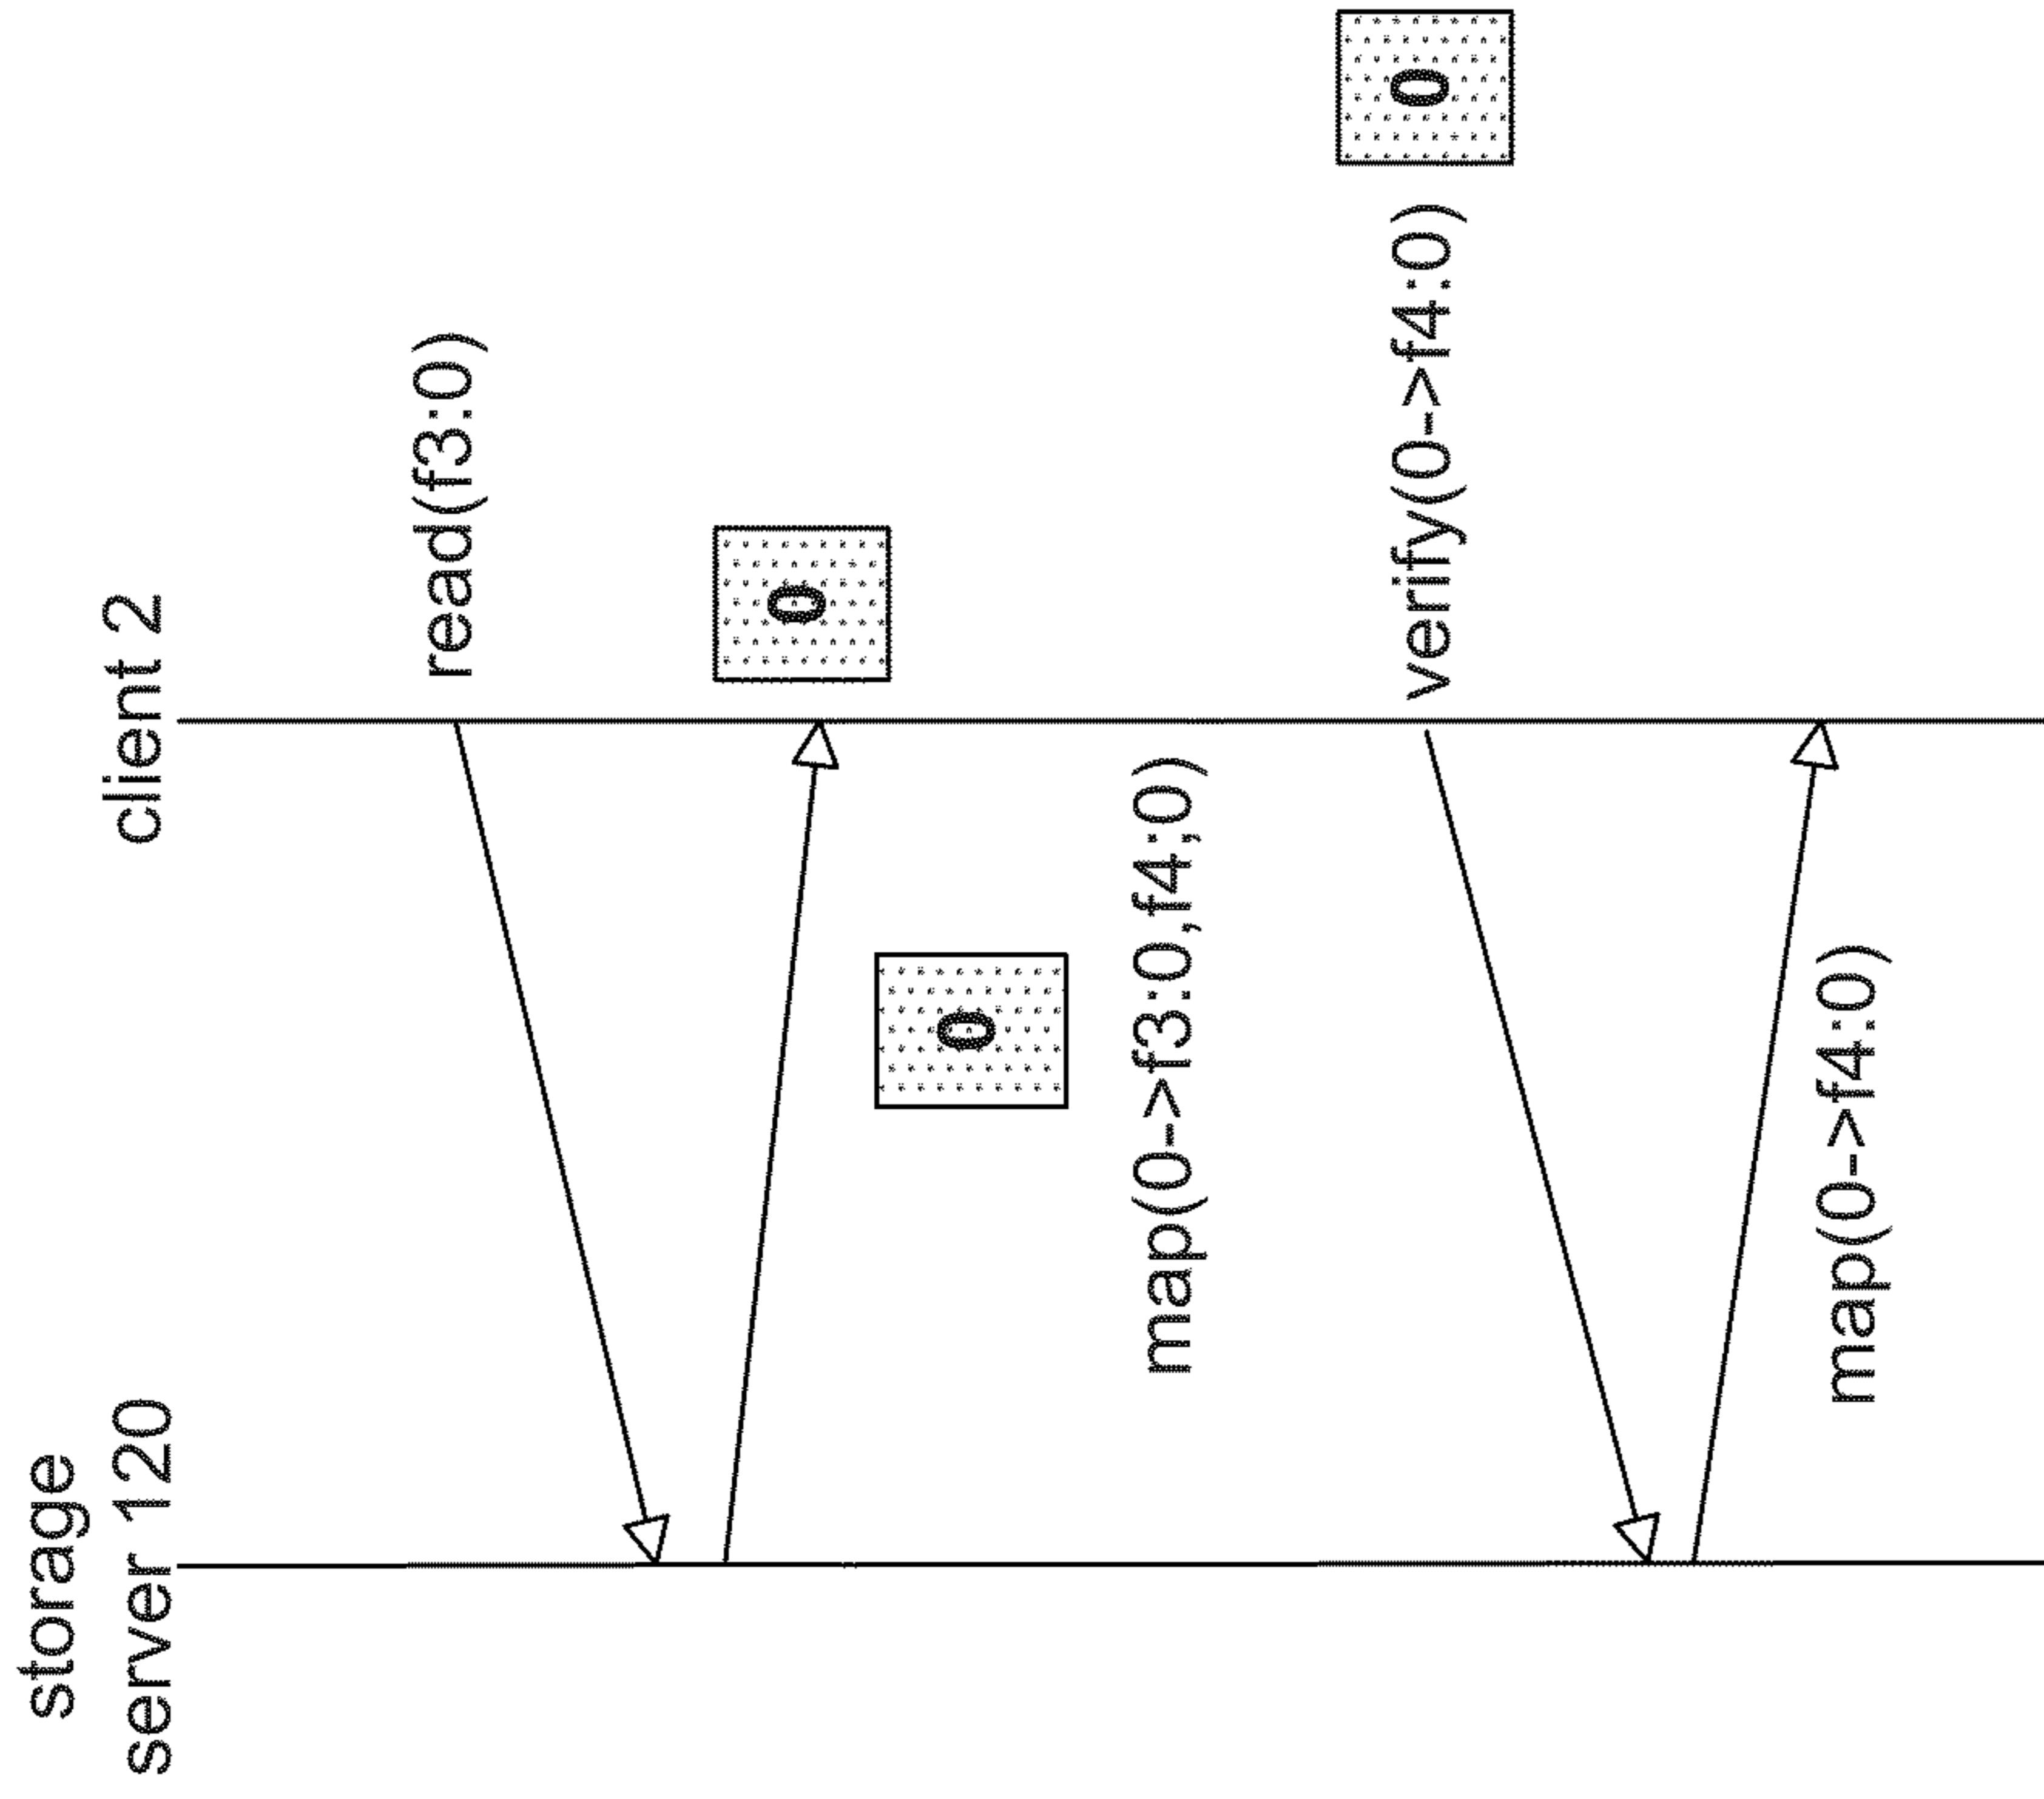 storage
server 120
client 2
read(f3:0)
0
0
map(0->f3:0,f4;0)
verify(0->f4:0)
0
map(0->f4:0)